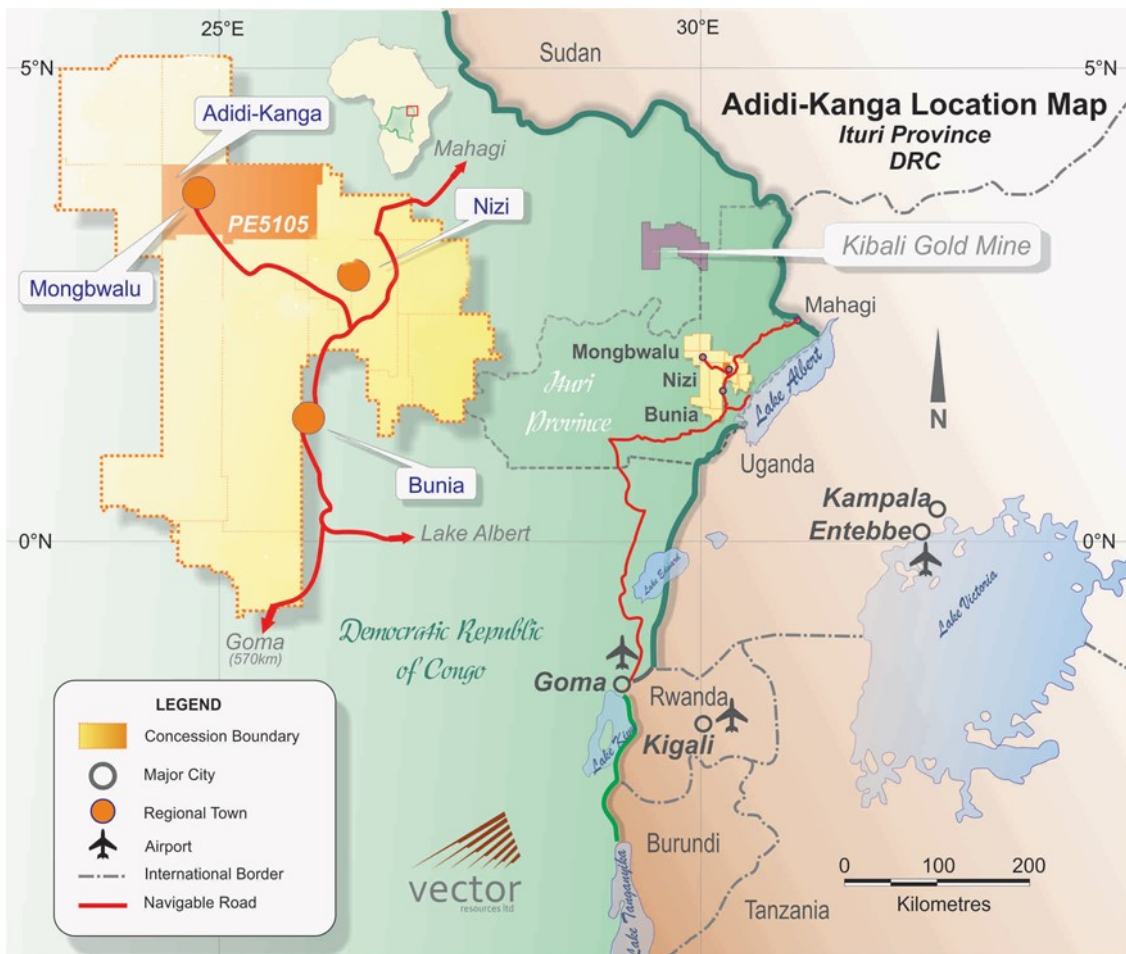 25°E
30°E
5°N
5°N
Sudan
Adidi-Kanga Location Map
Ituri Province
DRC
Adidi-Kanga
Mahagi
Nizi
PE5105
Mongbwalu
Kibali Gold Mine
Mahagi
Mongbwalu
Nizi
Bunia
Ituri
Province
Lake Albert
N
Uganda
Bunia
Kampala
Entebbe
Lake Albert
0°N
0°N
Lake Edward
Lake Victoria
Goma
(570km)
Democratic Republic
of Congo
Goma
Rwanda
Kigali
Lake Kivu
LEGEND
Concession Boundary
Major City
Regional Town
Airport
International Border
Navigable Road
vector
resources ltd
Burundi
Lake Tanganyika
Tanzania
0 100 200
Kilometres